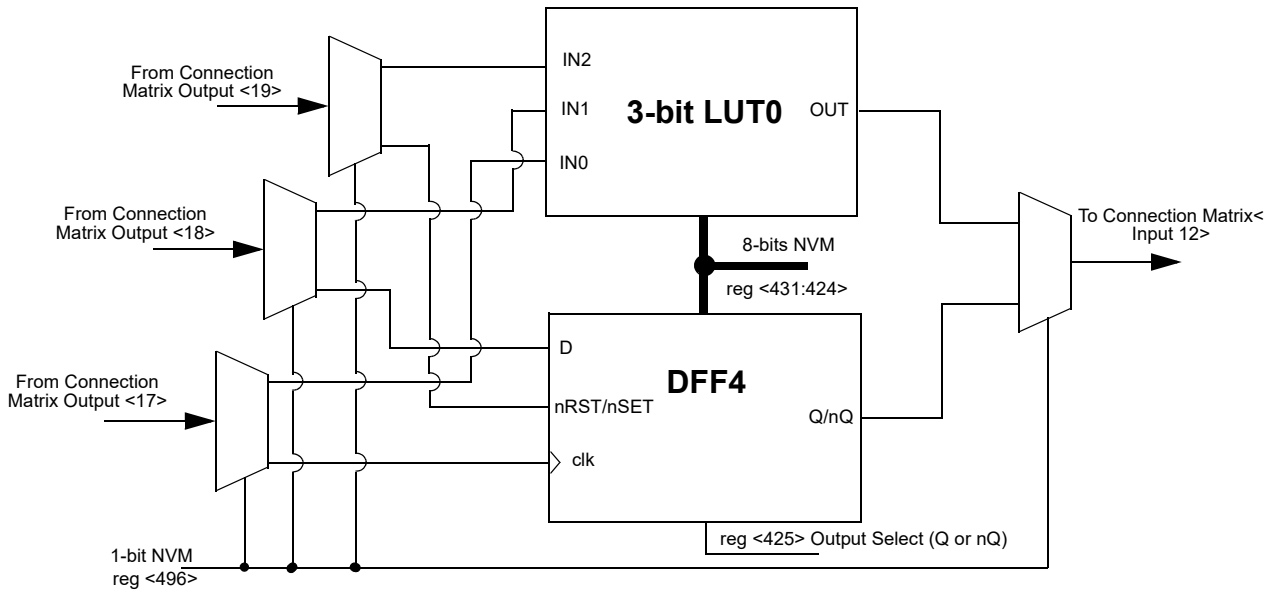 From Connection
Matrix Output <19>
IN2
IN1
IN0
3-bit LUT0
OUT
From Connection
Matrix Output <18>
To Connection Matrix<
Input 12>
8-bits NVM
reg <431:424>
From Connection
Matrix Output <17>
D
nRST/nSET
clk
DFF4
Q/nQ
reg <425> Output Select (Q or nQ)
1-bit NVM
reg <496>